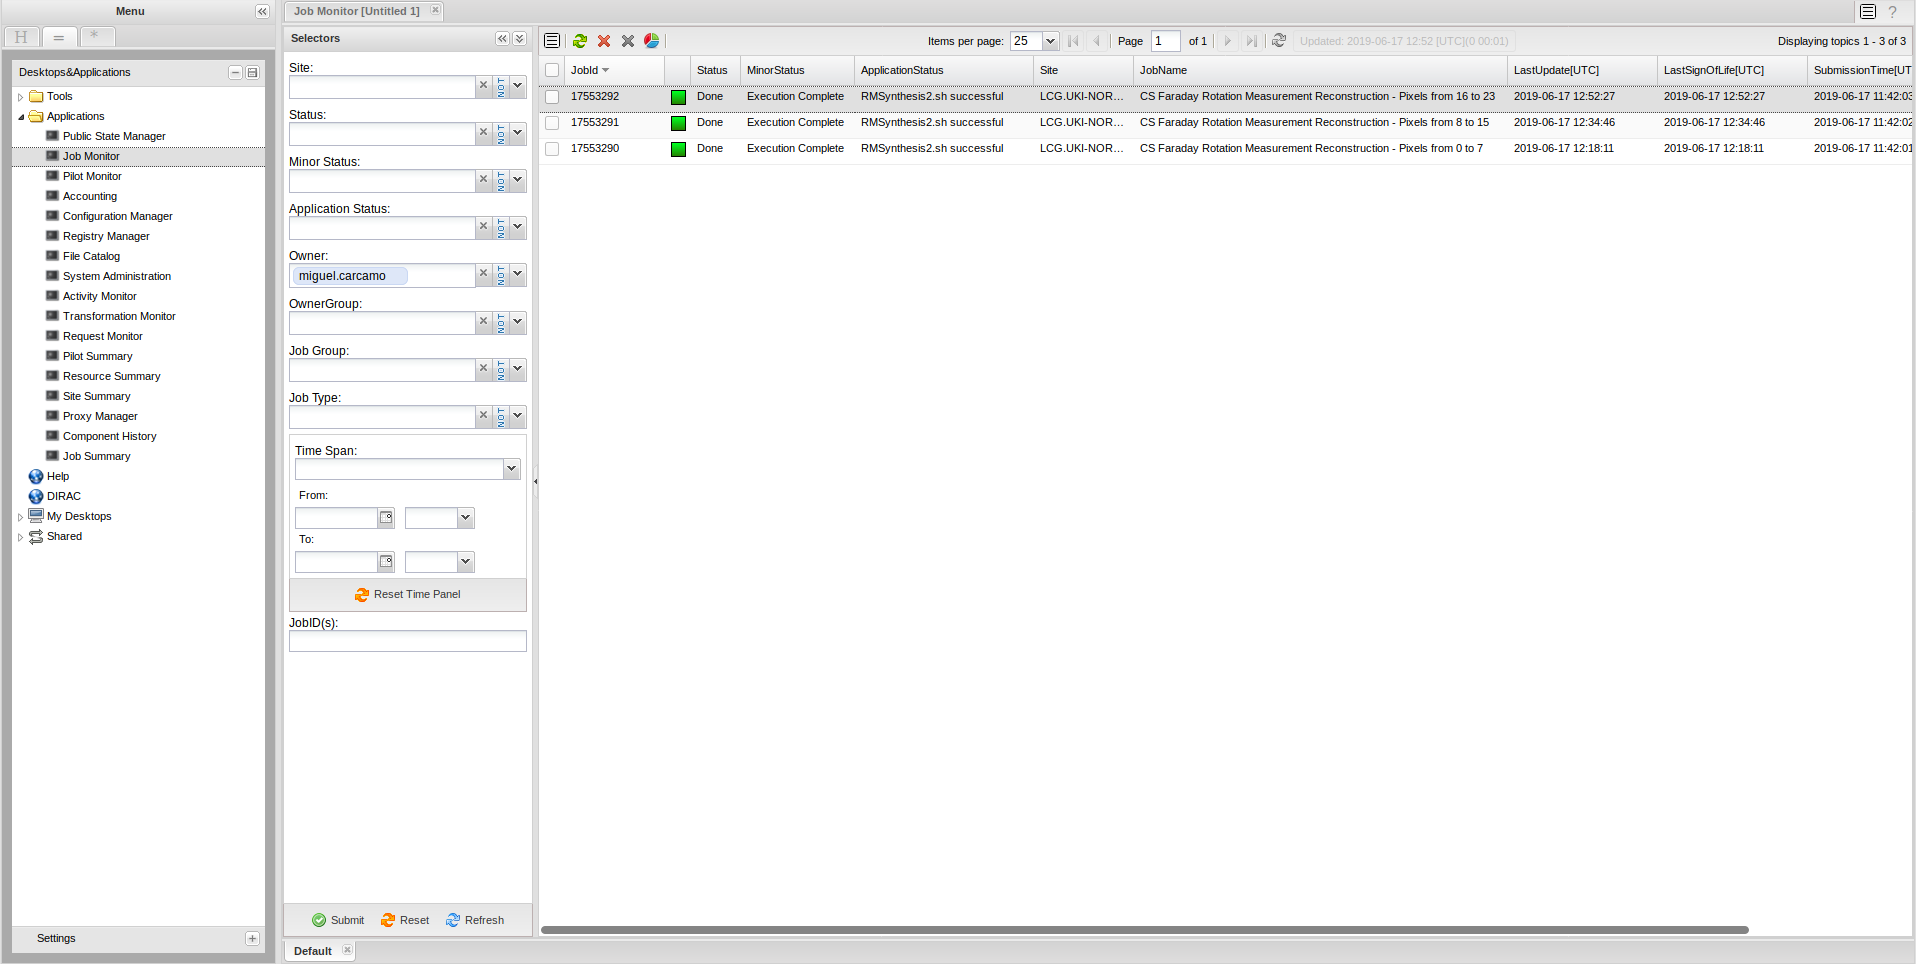 Menu
H = *
Desktops&Applications
Tools
Applications
Public State Manager
Job Monitor
Pilot Monitor
Accounting
Configuration Manager
Registry Manager
File Catalog
System Administration
Activity Monitor
Transformation Monitor
Request Monitor
Pilot Summary
Resource Summary
Site Summary
Proxy Manager
Component History
Job Summary
Help
DIRAC
My Desktops
Shared
Settings
Job Monitor [Untitled 1]
?
Selectors
Site:
NOT
Status:
NOT
Minor Status:
NOT
Application Status:
NOT
Owner:
miguel.carcamo NOT
OwnerGroup:
NOT
Job Group:
NOT
Job Type:
NOT
Time Span:
From:
To:
Reset Time Panel
JobID(s):
Submit Reset Refresh
Items per page: 25 Page 1 of 1 Updated: 2019-06-17 12:52 [UTC](0 00:01) Displaying topics 1 - 3 of 3
JobId Status MinorStatus ApplicationStatus Site JobName LastUpdate[UTC] LastSignOfLife[UTC] SubmissionTime[UT
17553292 Done Execution Complete RMSynthesis2.sh successful LCG.UKI-NOR... CS Faraday Rotation Measurement Reconstruction - Pixels from 16 to 23 2019-06-17 12:52:27 2019-06-17 12:52:27 2019-06-17 11:42:03
17553291 Done Execution Complete RMSynthesis2.sh successful LCG.UKI-NOR... CS Faraday Rotation Measurement Reconstruction - Pixels from 8 to 15 2019-06-17 12:34:46 2019-06-17 12:34:46 2019-06-17 11:42:02
17553290 Done Execution Complete RMSynthesis2.sh successful LCG.UKI-NOR... CS Faraday Rotation Measurement Reconstruction - Pixels from 0 to 7 2019-06-17 12:18:11 2019-06-17 12:18:11 2019-06-17 11:42:01
Default